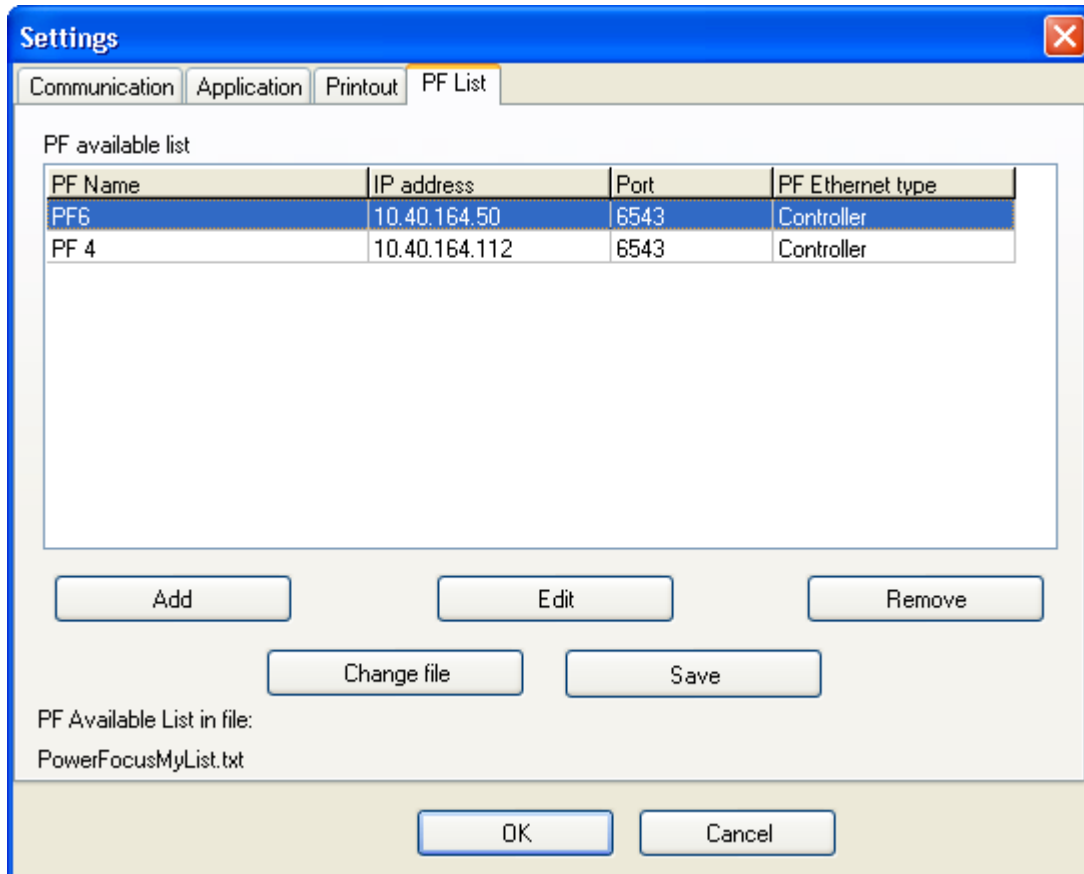 Settings
Communication Application Printout PF List
PF available list
PF Name IP address Port PF Ethernet type
PF6 10.40.164.50 6543 Controller
PF 4 10.40.164.112 6543 Controller
Add Edit Remove
Change file Save
PF Available List in file:
PowerFocusMyList.txt
OK Cancel